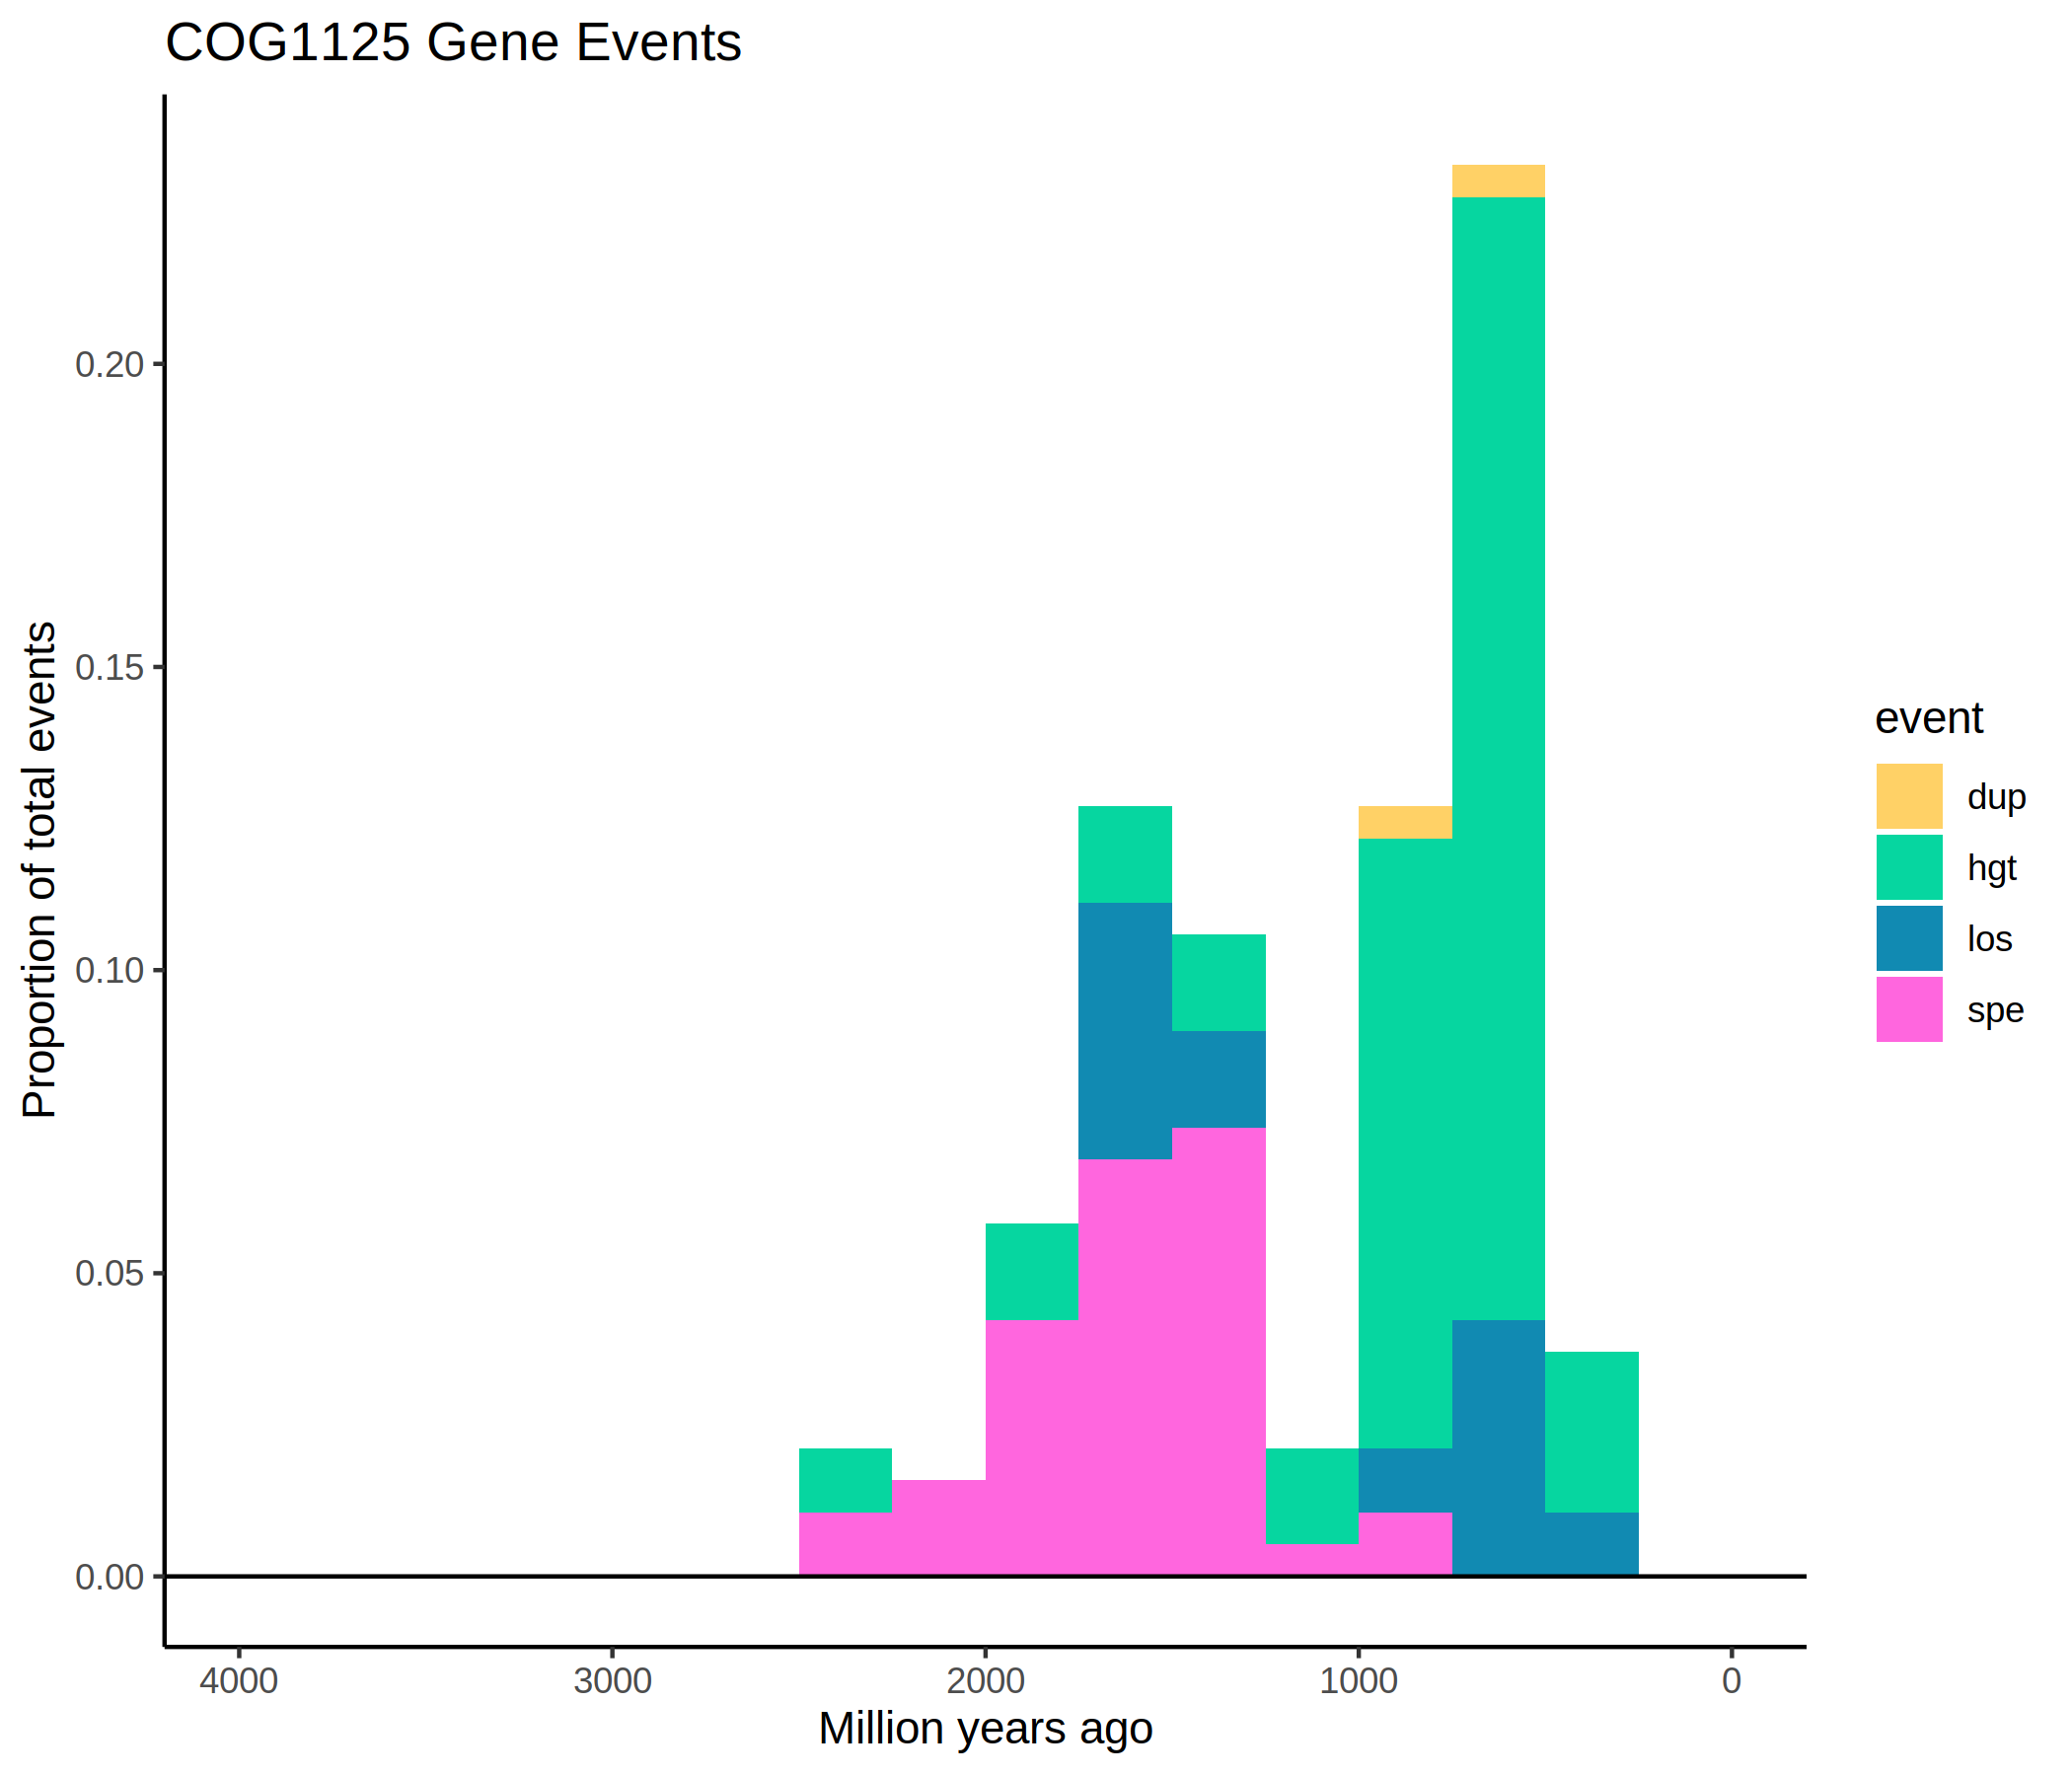 COG1125 Gene Events
Proportion of total events
0.20
0.15
0.10
0.05
0.00
4000 3000 2000 1000 0
Million years ago
event
dup
hgt
los
spe